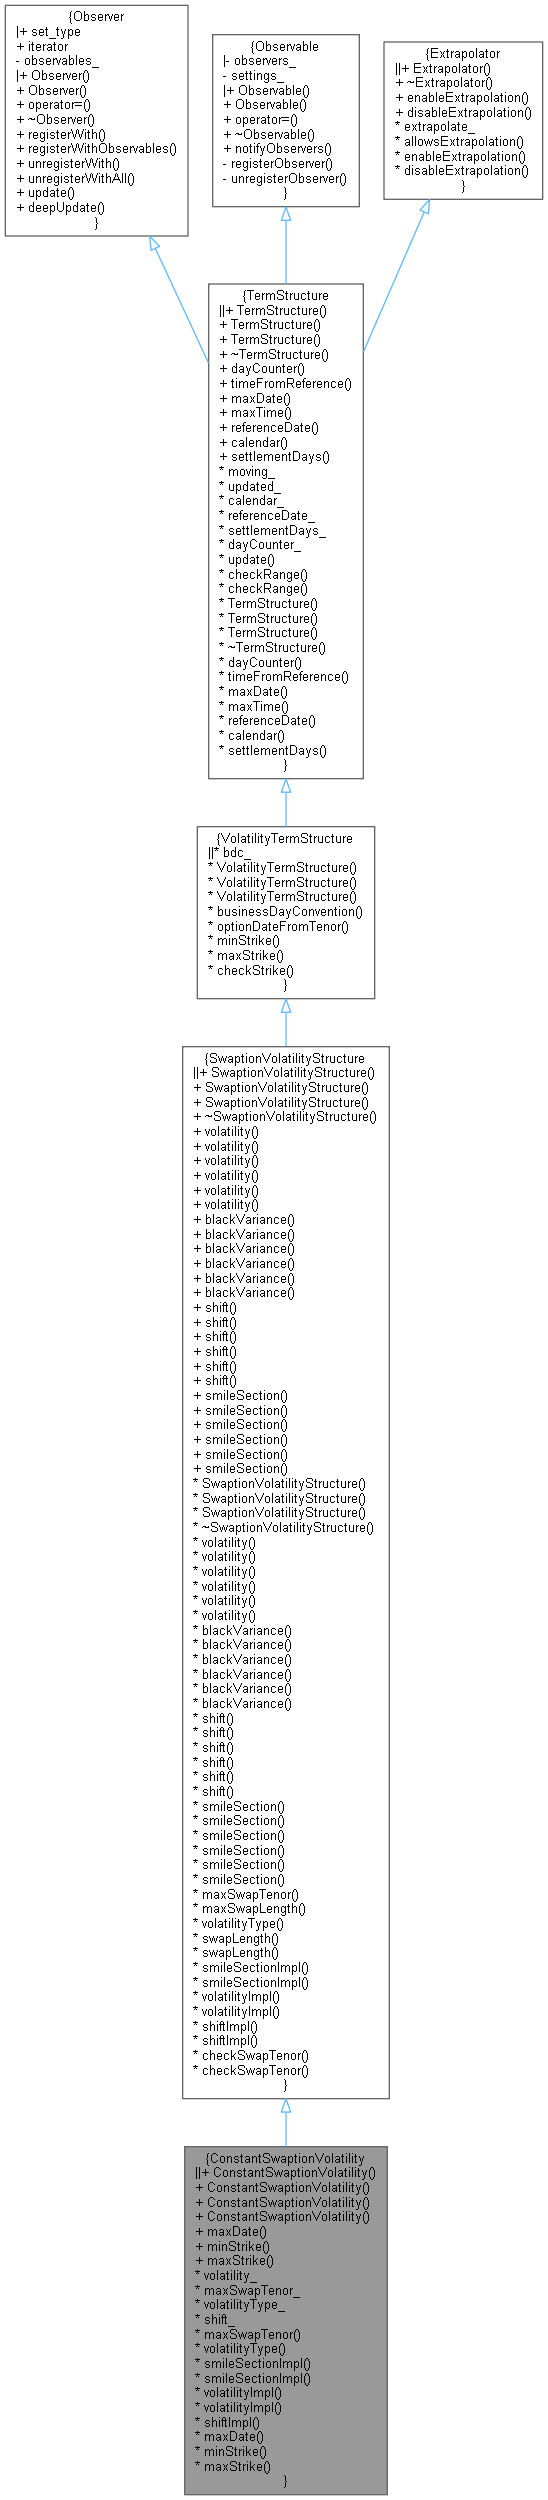 {Observer
||+ set_type
+ iterator
- observables_
|+ Observer()
+ Observer()
+ operator=()
+ ~Observer()
+ registerWith()
+ registerWithObservables()
+ unregisterWith()
+ unregisterWithAll()
+ update()
+ deepUpdate()
}
{Observable
|- observers_
- settings_
|+ Observable()
+ Observable()
+ operator=()
+ ~Observable()
+ notifyObservers()
- registerObserver()
- unregisterObserver()
}
{Extrapolator
||+ Extrapolator()
+ ~Extrapolator()
+ enableExtrapolation()
+ disableExtrapolation()
* extrapolate_
* allowsExtrapolation()
* enableExtrapolation()
* disableExtrapolation()
}
{TermStructure
||+ TermStructure()
+ TermStructure()
+ TermStructure()
+ ~TermStructure()
+ dayCounter()
+ timeFromReference()
+ maxDate()
+ maxTime()
+ referenceDate()
+ calendar()
+ settlementDays()
* moving_
* updated_
* calendar_
* referenceDate_
* settlementDays_
* dayCounter_
* update()
* checkRange()
* checkRange()
* TermStructure()
* TermStructure()
* TermStructure()
* ~TermStructure()
* dayCounter()
* timeFromReference()
* maxDate()
* maxTime()
* referenceDate()
* calendar()
* settlementDays()
}
{VolatilityTermStructure
||* bdc_
* VolatilityTermStructure()
* VolatilityTermStructure()
* VolatilityTermStructure()
* businessDayConvention()
* optionDateFromTenor()
* minStrike()
* maxStrike()
* checkStrike()
}
{SwaptionVolatilityStructure
||+ SwaptionVolatilityStructure()
+ SwaptionVolatilityStructure()
+ SwaptionVolatilityStructure()
+ ~SwaptionVolatilityStructure()
+ volatility()
+ volatility()
+ volatility()
+ volatility()
+ volatility()
+ volatility()
+ blackVariance()
+ blackVariance()
+ blackVariance()
+ blackVariance()
+ blackVariance()
+ blackVariance()
+ shift()
+ shift()
+ shift()
+ shift()
+ shift()
+ shift()
+ smileSection()
+ smileSection()
+ smileSection()
+ smileSection()
+ smileSection()
+ smileSection()
* SwaptionVolatilityStructure()
* SwaptionVolatilityStructure()
* SwaptionVolatilityStructure()
* ~SwaptionVolatilityStructure()
* volatility()
* volatility()
* volatility()
* volatility()
* volatility()
* volatility()
* blackVariance()
* blackVariance()
* blackVariance()
* blackVariance()
* blackVariance()
* blackVariance()
* shift()
* shift()
* shift()
* shift()
* shift()
* shift()
* smileSection()
* smileSection()
* smileSection()
* smileSection()
* smileSection()
* smileSection()
* maxSwapTenor()
* maxSwapLength()
* volatilityType()
* swapLength()
* swapLength()
* smileSectionImpl()
* smileSectionImpl()
* volatilityImpl()
* volatilityImpl()
* shiftImpl()
* shiftImpl()
* checkSwapTenor()
* checkSwapTenor()
}
{ConstantSwaptionVolatility
||+ ConstantSwaptionVolatility()
+ ConstantSwaptionVolatility()
+ ConstantSwaptionVolatility()
+ ConstantSwaptionVolatility()
+ maxDate()
+ minStrike()
+ maxStrike()
* volatility_
* maxSwapTenor_
* volatilityType_
* shift_
* maxSwapTenor()
* volatilityType()
* smileSectionImpl()
* smileSectionImpl()
* volatilityImpl()
* volatilityImpl()
* shiftImpl()
* maxDate()
* minStrike()
* maxStrike()
}